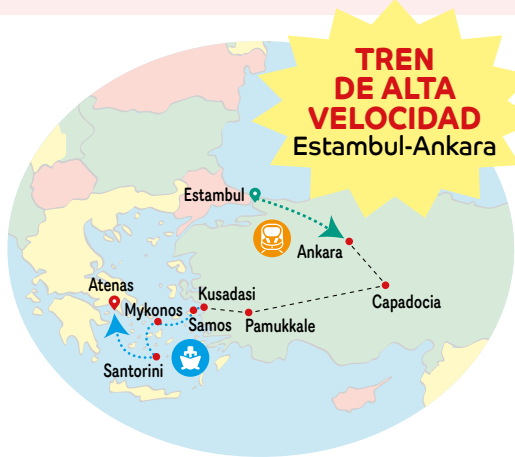 TREN
DE ALTA
VELOCIDAD
Estambul-Ankara
Estambul
Ankara
Atenas
Kusadasi
Capadocia
Mykonos
Samos
Pamukkale
Santorini